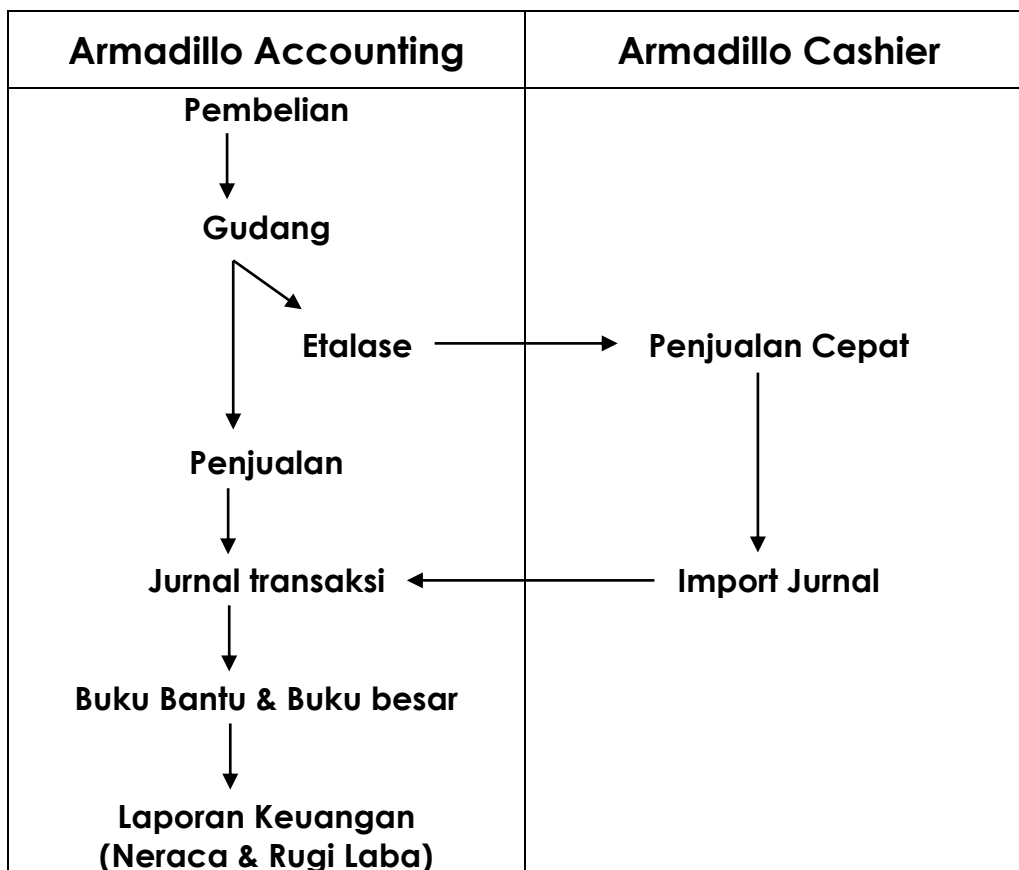 Armadillo Accounting
Armadillo Cashier
Pembelian
Gudang
Etalase
Penjualan Cepat
Penjualan
Jurnal transaksi
Import Jurnal
Buku Bantu & Buku besar
Laporan Keuangan
(Neraca & Rugi Laba)